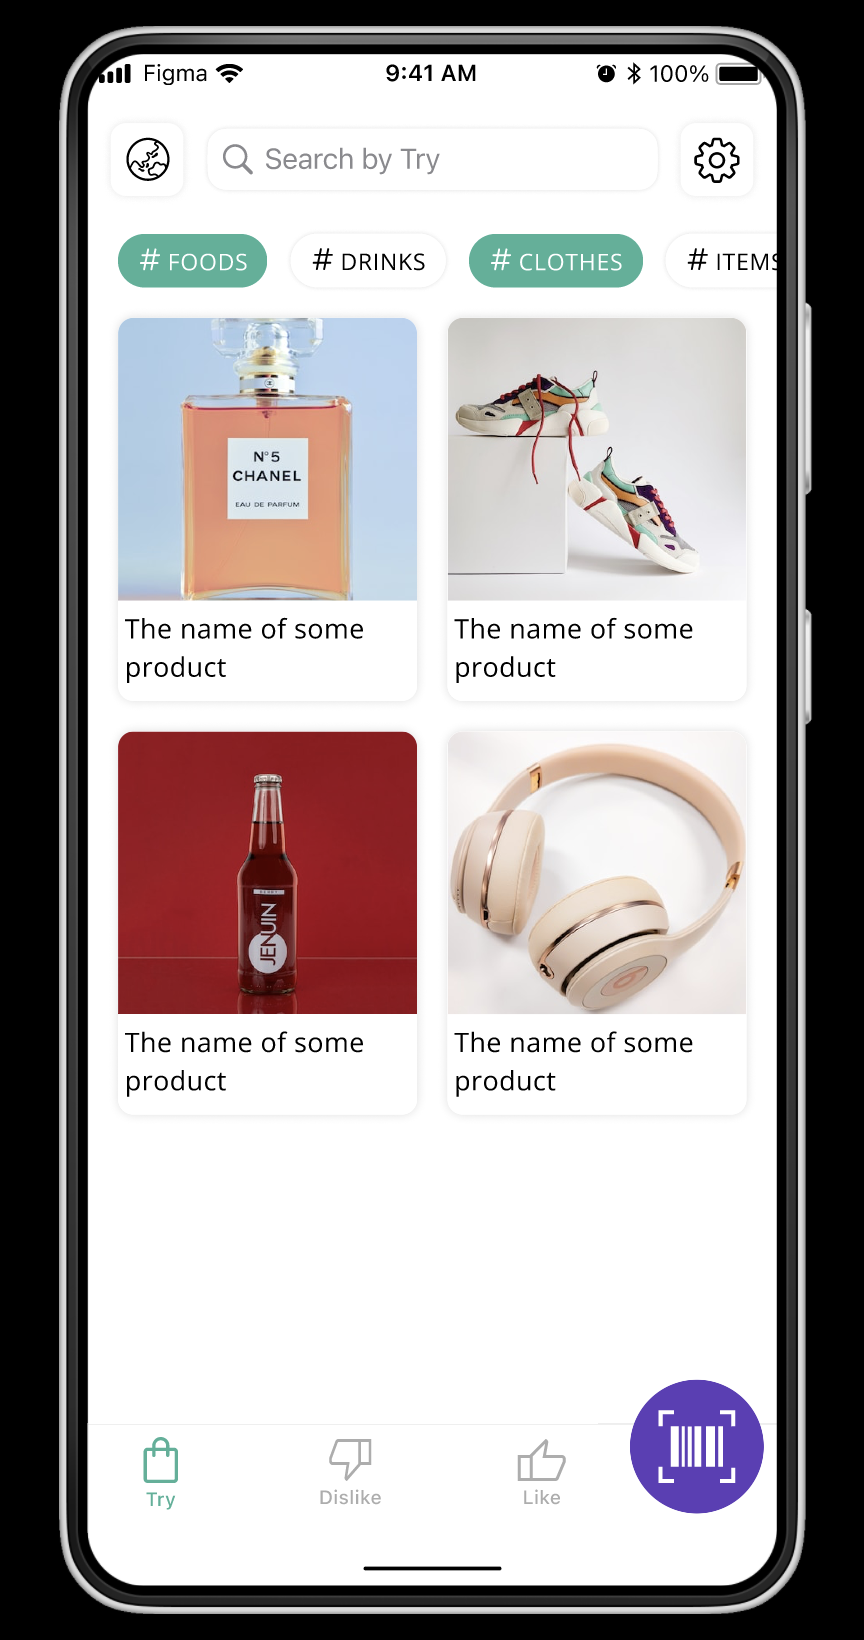 Figma
9:41 AM
100%
Search by Try
# FOODS
# DRINKS
# CLOTHES
# ITEMS
N°5
CHANEL
EAU DE PARFUM
The name of some
product
The name of some
product
JENUIN
The name of some
product
The name of some
product
Try
Dislike
Like